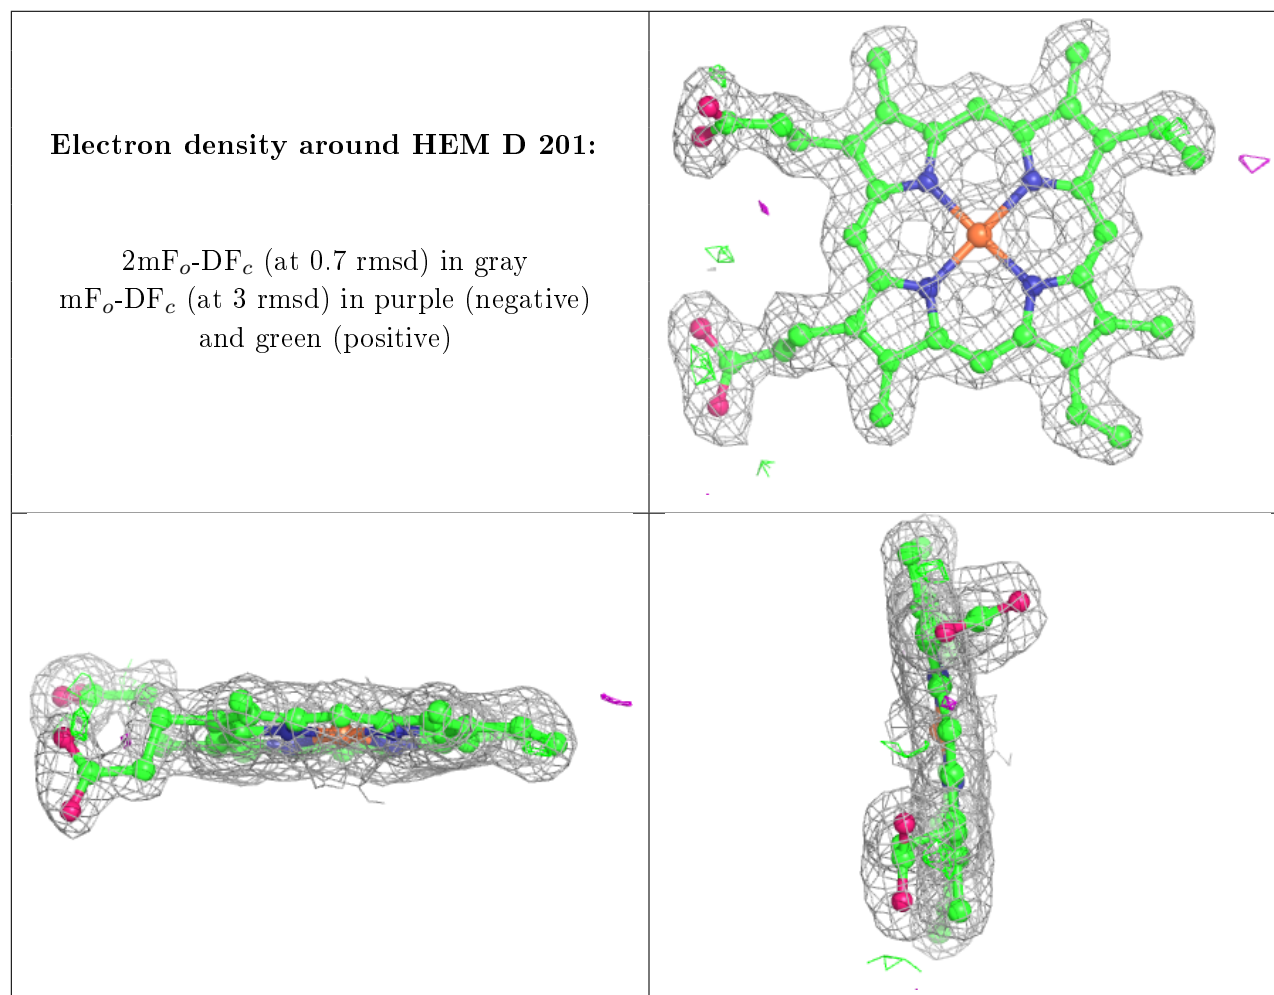 Electron density around HEM D 201:
2mFo-DFc (at 0.7 rmsd) in gray
mFo-DFc (at 3 rmsd) in purple (negative)
and green (positive)